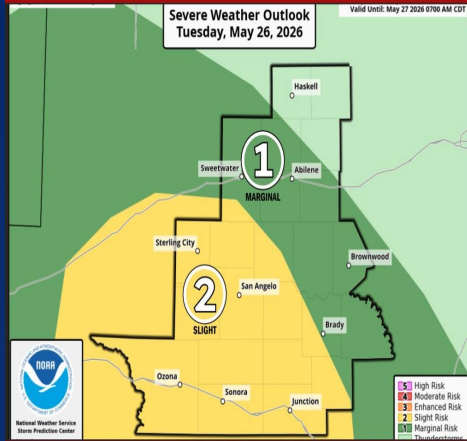 Severe Weather Outlook
Tuesday, May 26, 2026
Valid Until: May 27 2026 0700 AM CDT
Haskell
1
MARGINAL
Sweetwater
Abilene
Sterling City
Brownwood
2
SLIGHT
San Angelo
Brady
Ozona
Sonora
Junction
NOAA
National Weather Service
Storm Prediction Center
5 High Risk
4 Moderate Risk
3 Enhanced Risk
2 Slight Risk
1 Marginal Risk
Thunderstorms